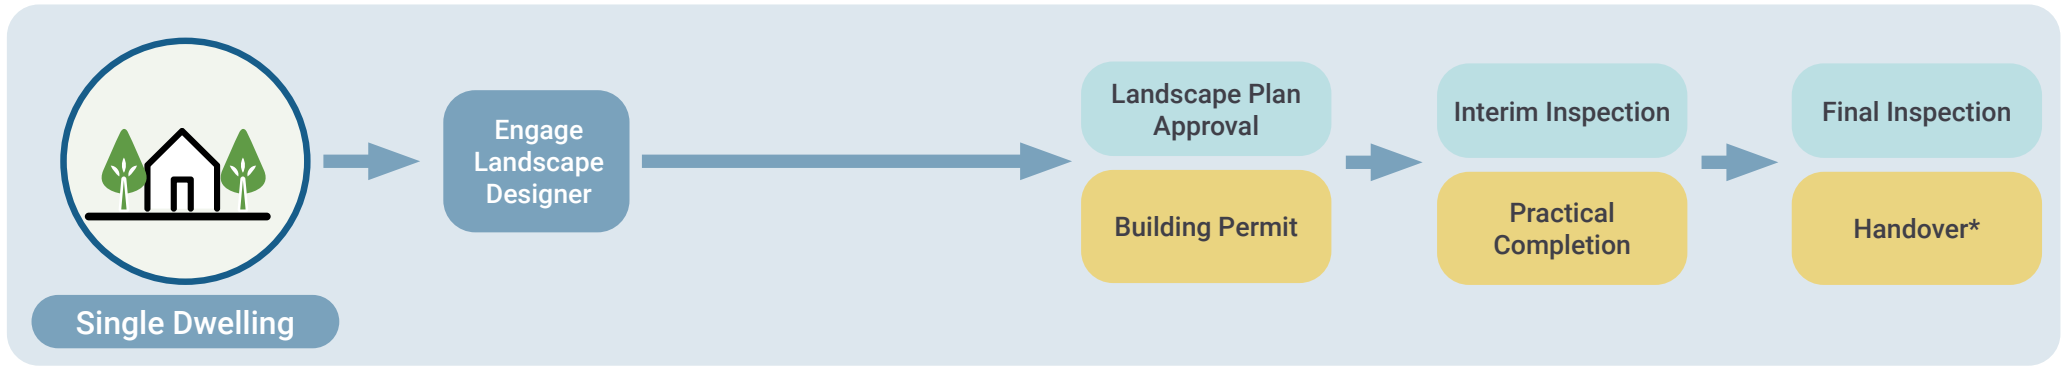 Single Dwelling
Engage
Landscape
Designer
Landscape Plan
Approval
Building Permit
Interim Inspection
Practical
Completion
Final Inspection
Handover*